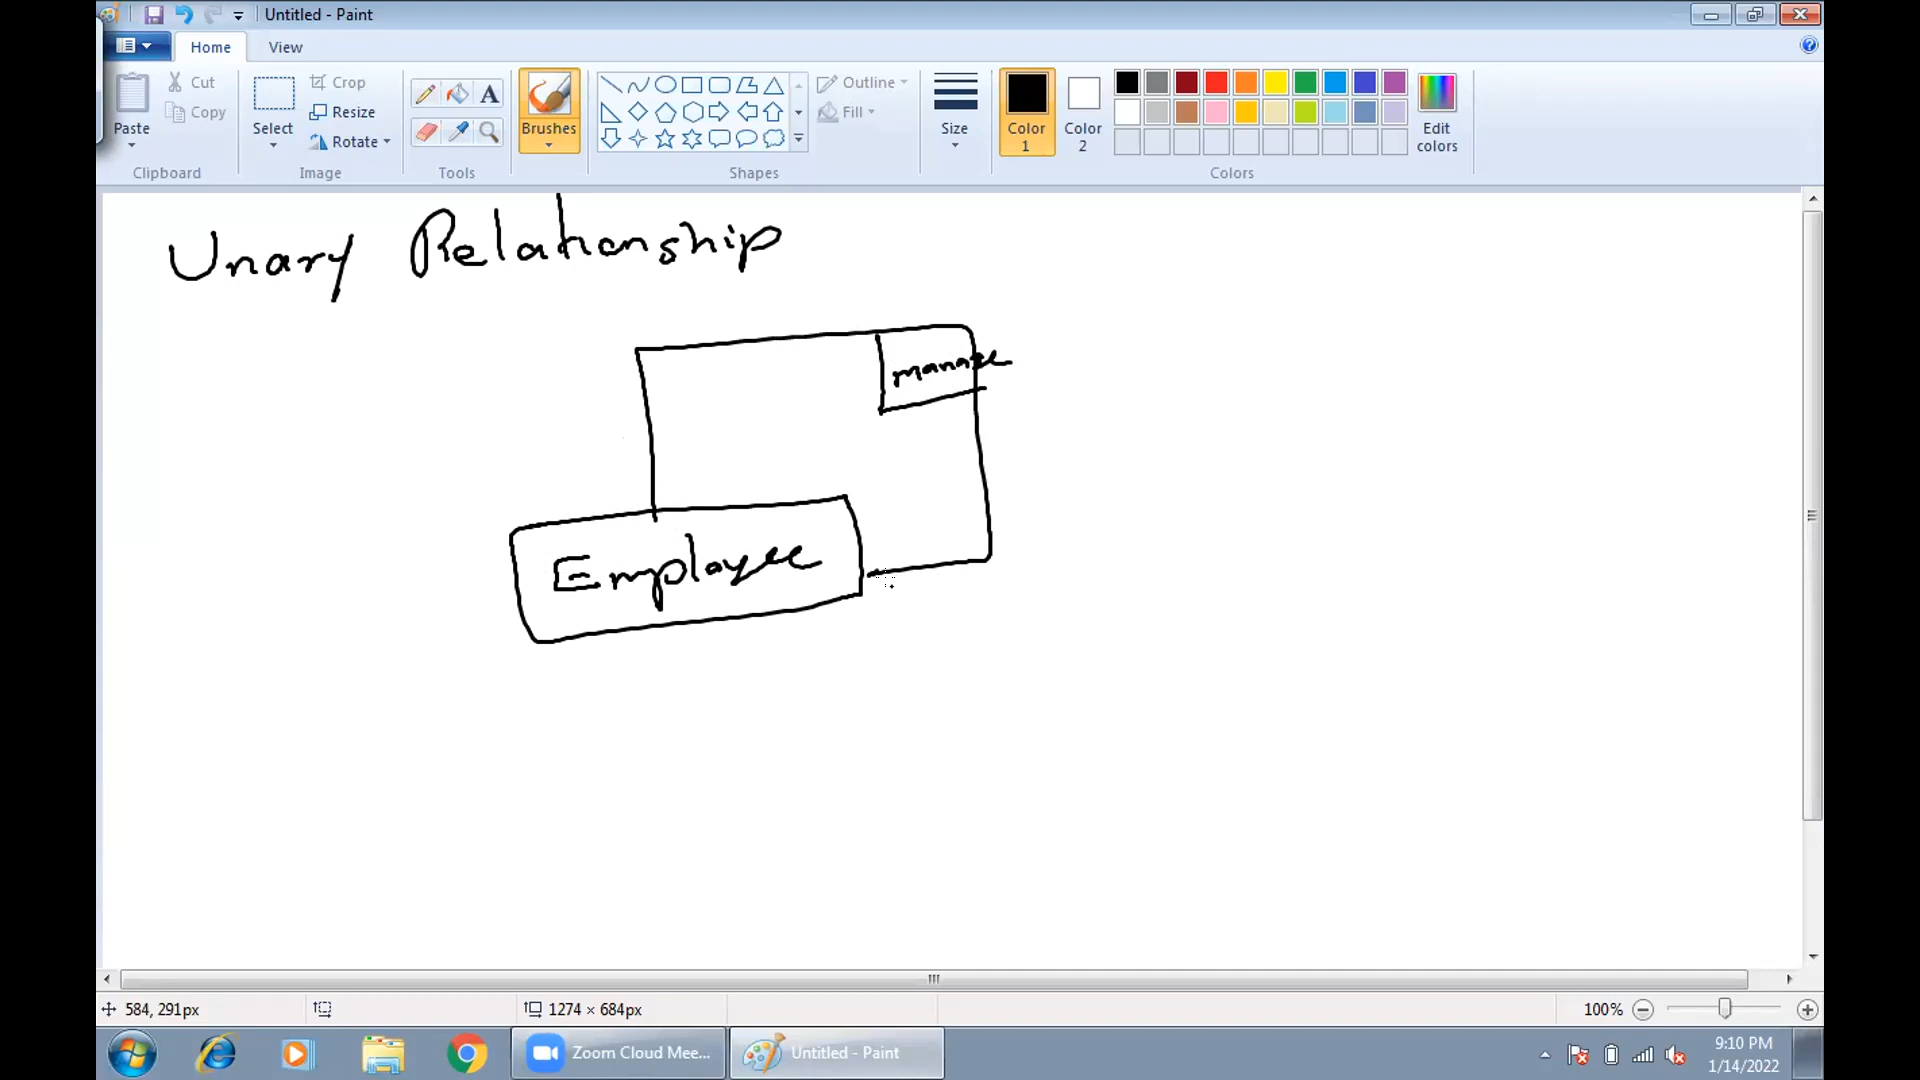 Untitled - Paint
Home View
Paste
Cut
Copy
Clipboard
Select
Crop
Resize
Rotate
Image
Tools
Brushes
Shapes
Outline
Fill
Size
Color 1
Color 2
Edit colors
Colors
Unary Relationship
manage
Employee
584, 291px
1274 × 684px
100%
Zoom Cloud Mee...
Untitled - Paint
9:10 PM
1/14/2022